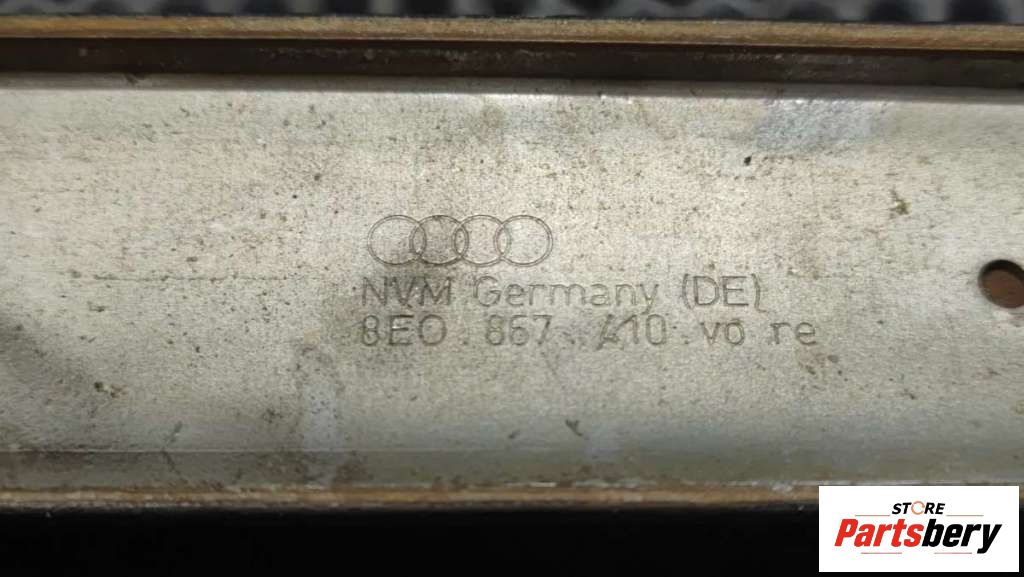 NVM Germany (DE)
8E0 . 867 . 410 . vo re
STORE
Partsbery